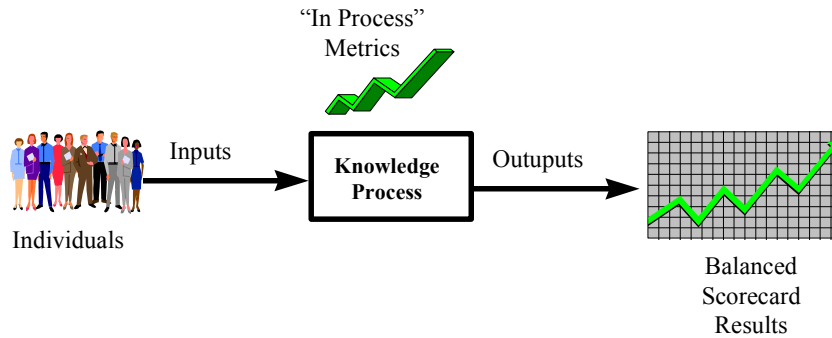 “In Process”
Metrics
Inputs
Knowledge
Process
Outuputs
Individuals
Balanced
Scorecard
Results